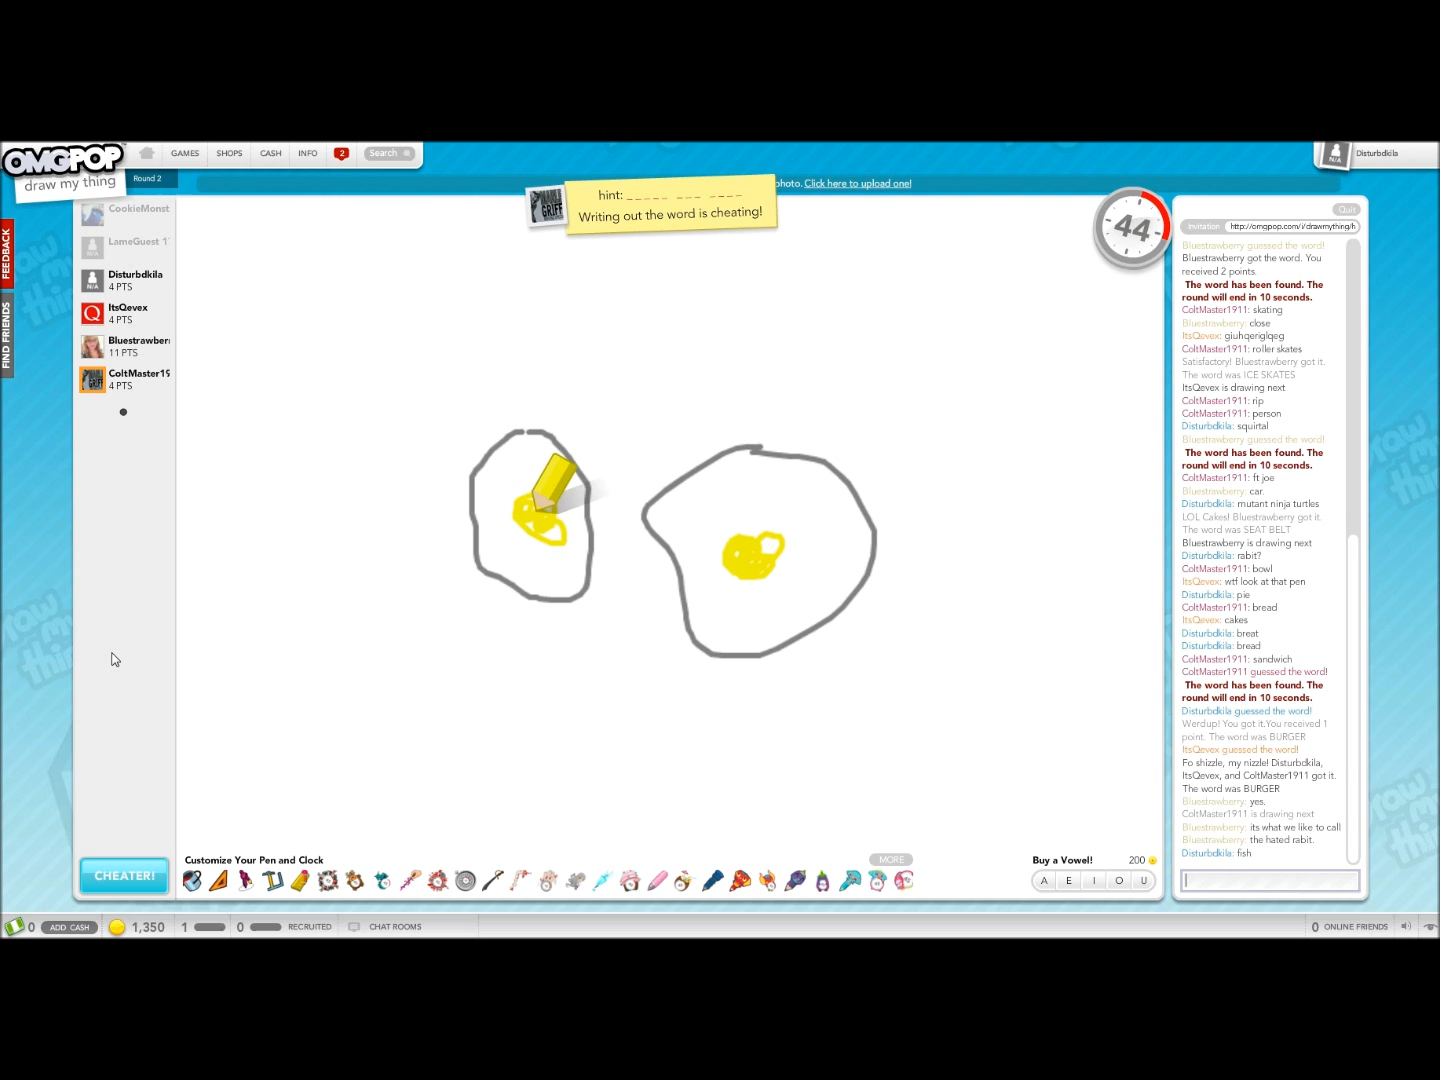 OMGPOP
draw my thing
GAMES
SHOPS
CASH
INFO
2
Search
N/A
Disturbdkila
Round 2
photo. Click here to upload one!
hint: _ _ _ _ _ _ _ _ _ _ _ _
Writing out the word is cheating!
GRIFF
44
FEEDBACK
FIND FRIENDS
CookieMonst
LameGuest 1
Disturbdkila
4 PTS
N/A
ItsQevex
4 PTS
Q
Bluestrawber
11 PTS
ColtMaster19
4 PTS
CHEATER!
Quit
Invitation
http://omgpop.com/i/drawmything/h
Bluestrawberry guessed the word!
Bluestrawberry got the word. You
received 2 points.
The word has been found. The
round will end in 10 seconds.
ColtMaster1911: skating
Bluestrawberry: close
ItsQevex: giuhqeriglqeg
ColtMaster1911: roller skates
Satisfactory! Bluestrawberry got it.
The word was ICE SKATES
ItsQevex is drawing next
ColtMaster1911: rip
ColtMaster1911: person
Disturbdkila: squirtal
Bluestrawberry guessed the word!
The word has been found. The
round will end in 10 seconds.
ColtMaster1911: ft joe
Bluestrawberry: car.
Disturbdkila: mutant ninja turtles
LOL Cakes! Bluestrawberry got it.
The word was SEAT BELT
Bluestrawberry is drawing next
Disturbdkila: rabit?
ColtMaster1911: bowl
ItsQevex: wtf look at that pen
Disturbdkila: pie
ColtMaster1911: bread
ItsQevex: cakes
Disturbdkila: breat
Disturbdkila: bread
ColtMaster1911: sandwich
ColtMaster1911 guessed the word!
The word has been found. The
round will end in 10 seconds.
Disturbdkila guessed the word!
Werdup! You got it.You received 1
point. The word was BURGER
ItsQevex guessed the word!
Fo shizzle, my nizzle! Disturbdkila,
ItsQevex, and ColtMaster1911 got it.
The word was BURGER
Bluestrawberry: yes.
ColtMaster1911 is drawing next
Bluestrawberry: its what we like to call
Bluestrawberry: the hated rabit.
Disturbdkila: fish
Customize Your Pen and Clock
MORE
Buy a Vowel!
200
A E I O U
0
ADD CASH
1,350
1
0
RECRUITED
CHAT ROOMS
0 ONLINE FRIENDS